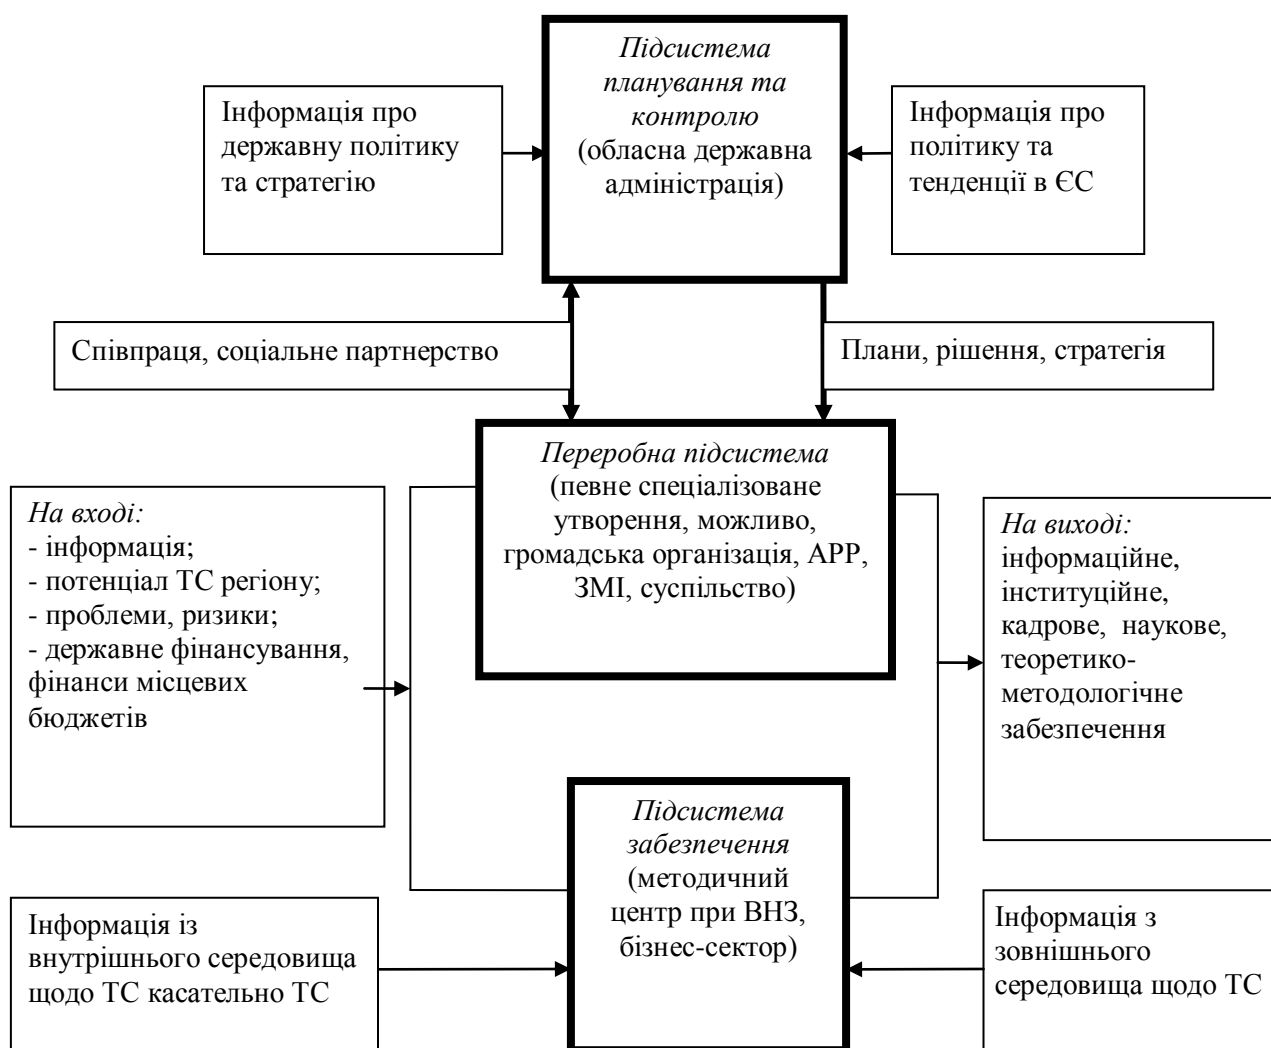 Підсистема
планування та
контролю
(обласна державна
адміністрація)
Інформація про
державну політику
та стратегію
Інформація про
політику та
тенденції в ЄС
Співпраця, соціальне партнерство
Плани, рішення, стратегія
Переробна підсистема
(певне спеціалізоване
утворення, можливо,
громадська організація, АРР,
ЗМІ, суспільство)
На вході:
- інформація;
- потенціал ТС регіону;
- проблеми, ризики;
- державне фінансування,
фінанси місцевих
бюджетів
На виході:
інформаційне,
інституційне,
кадрове, наукове,
теоретико-
методологічне
забезпечення
Підсистема
забезпечення
(методичний
центр при ВНЗ,
бізнес-сектор)
Інформація із
внутрішнього середовища
щодо ТС касательно ТС
Інформація з
зовнішнього
середовища щодо ТС